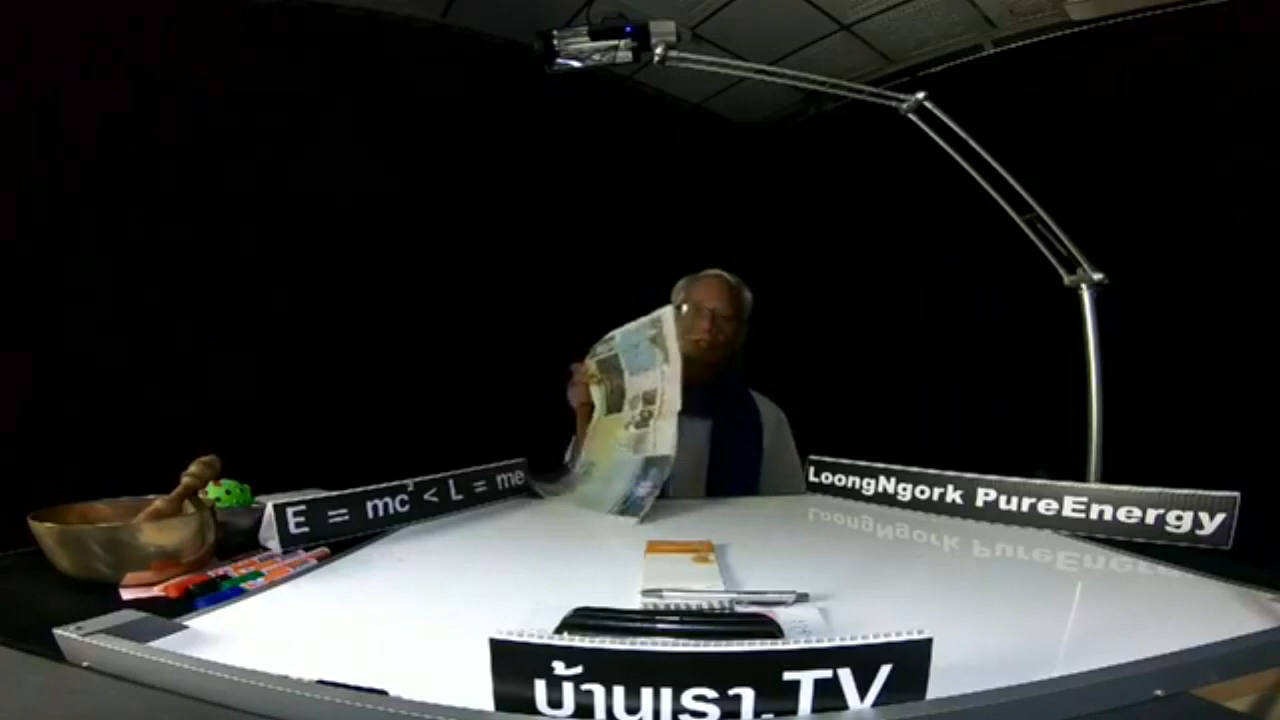 E = mc² < L = me
LoongNgork PureEnergy
บ้านเรา.TV